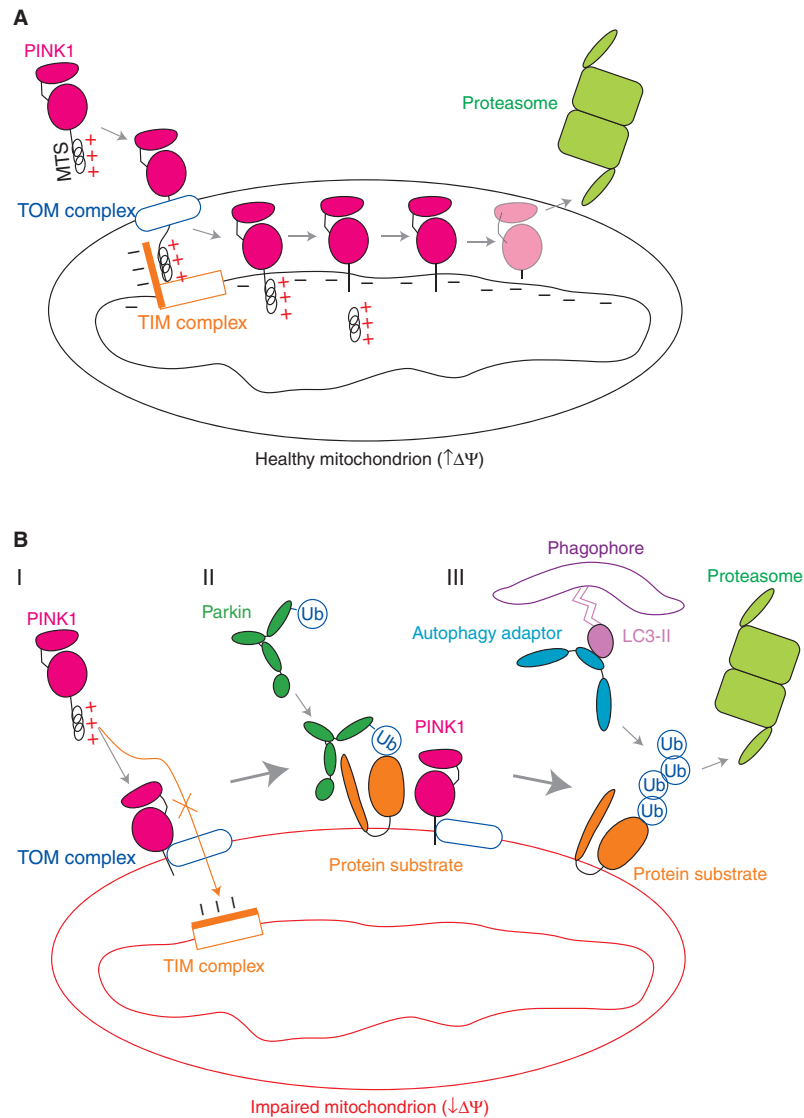 A
PINK1
Proteasome
MTS
+
+
+
TOM complex
+
+
+
+
+
+
TIM complex
+
+
+
Healthy mitochondrion (↑ΔΨ)
B
I
II
III
Phagophore
Proteasome
Parkin
Ub
PINK1
Autophagy adaptor
LC3-II
+
+
+
PINK1
Ub
Ub
Ub
Ub
Ub
TOM complex
Protein substrate
Protein substrate
TIM complex
Impaired mitochondrion (↓ΔΨ)